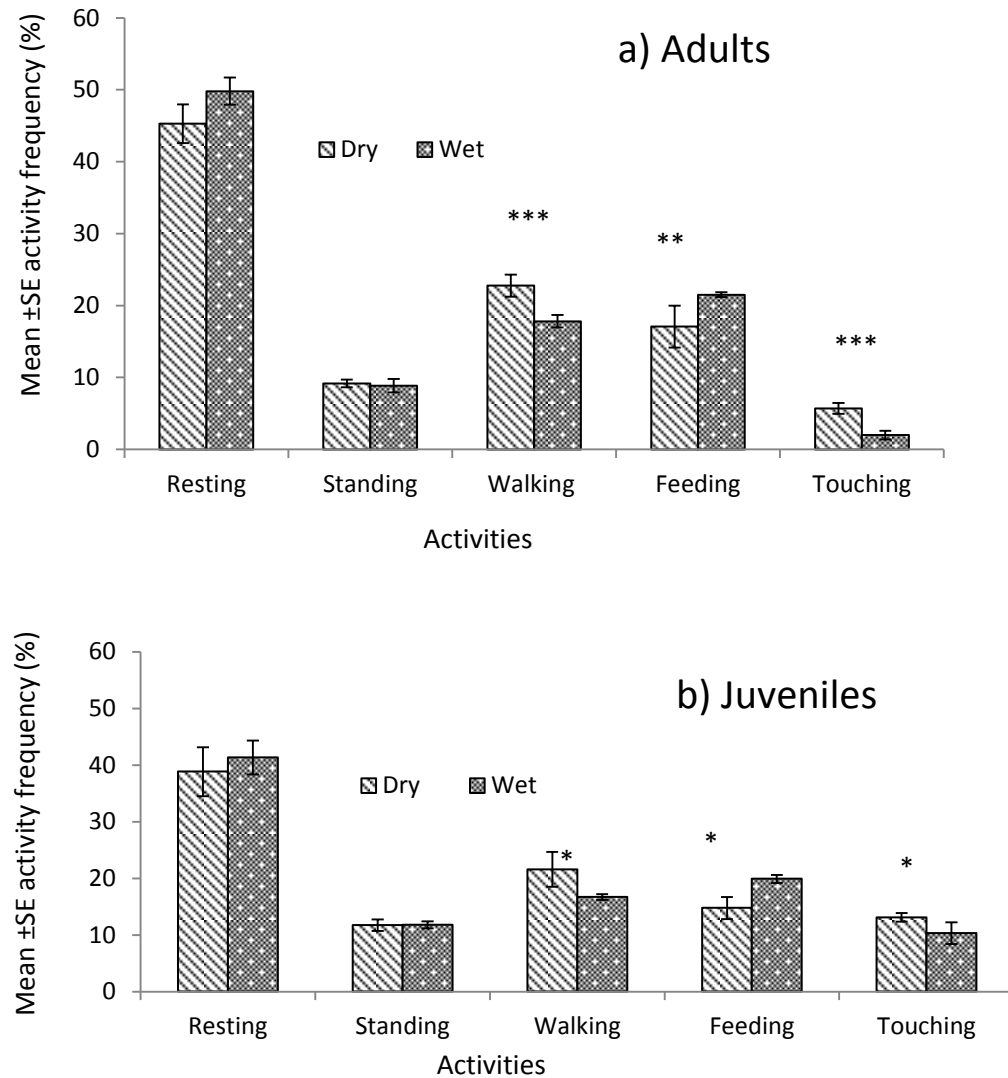 a) Adults
Mean ±SE activity frequency (%)
60
50
40
30
20
10
0
Dry Wet
***
**
***
Resting Standing Walking Feeding Touching
Activities
b) Juveniles
Mean ±SE activity frequency (%)
60
50
40
30
20
10
0
Dry Wet
*
*
*
Resting Standing Walking Feeding Touching
Activities